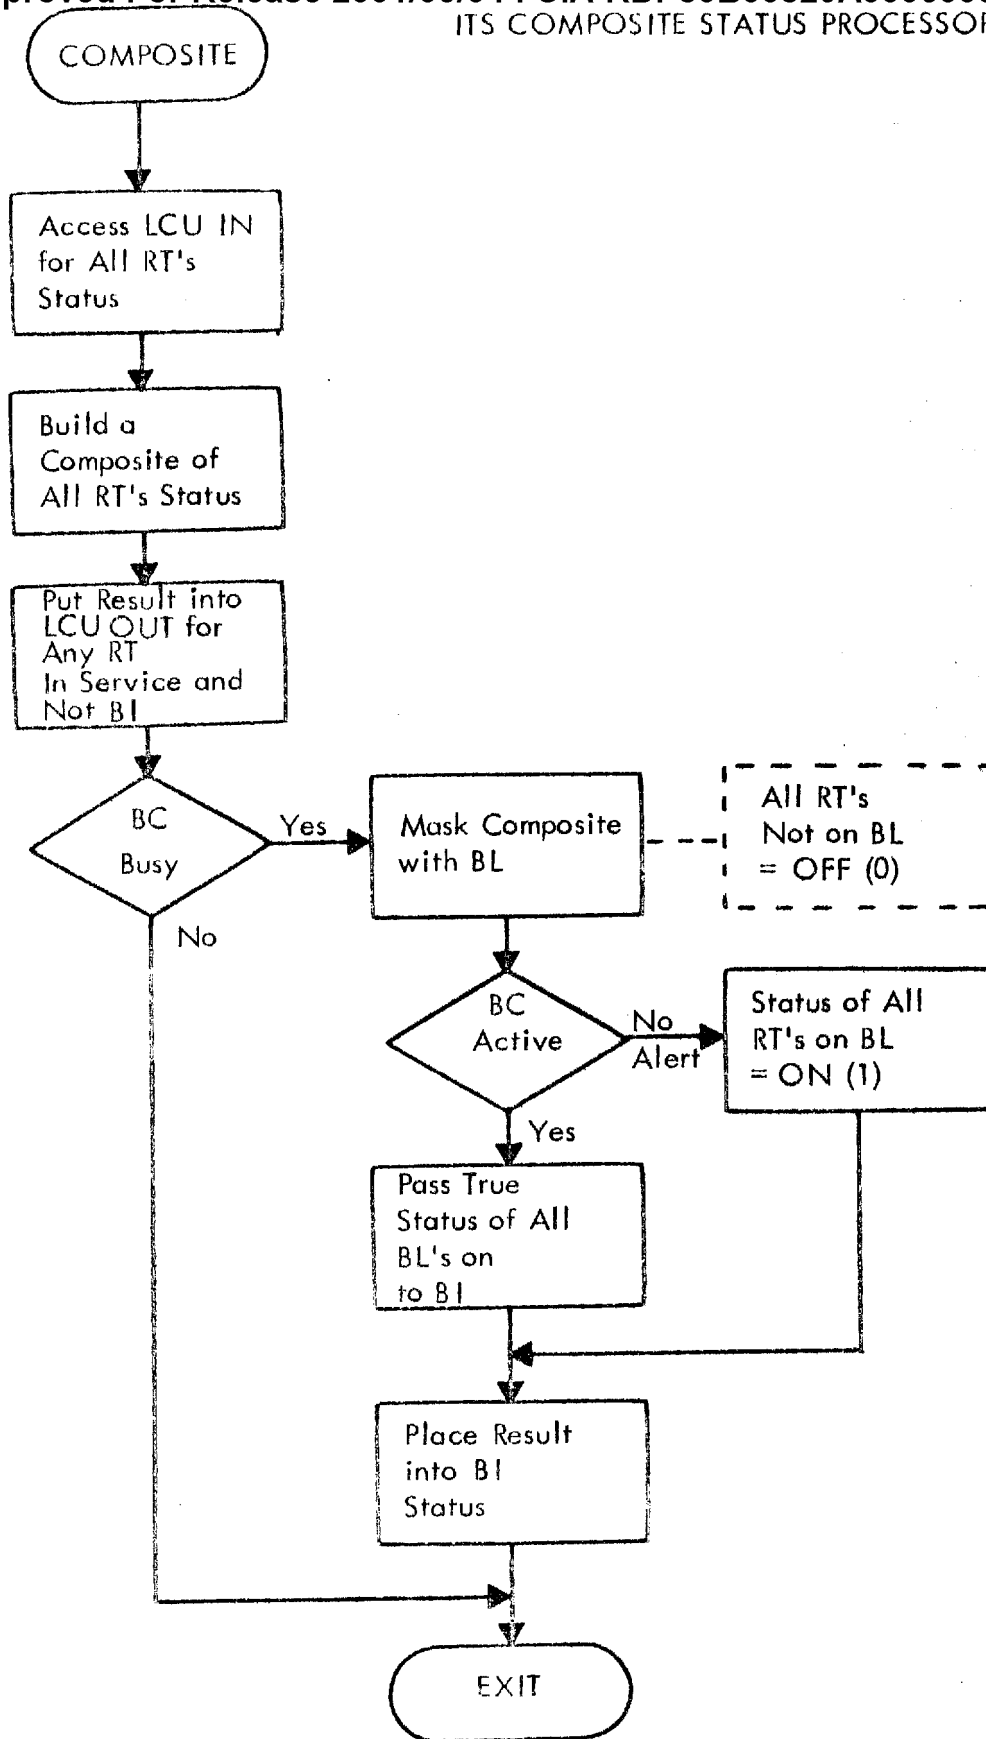 ITS COMPOSITE STATUS PROCESSOR
COMPOSITE
Access LCU IN
for All RT's
Status
Build a
Composite of
All RT's Status
Put Result into
LCU OUT for
Any RT
In Service and
Not BI
BC
Busy
Yes
No
Mask Composite
with BL
All RT's
Not on BL
= OFF (0)
BC
Active
No
Alert
Yes
Status of All
RT's on BL
= ON (1)
Pass True
Status of All
BL's on
to BI
Place Result
into BI
Status
EXIT